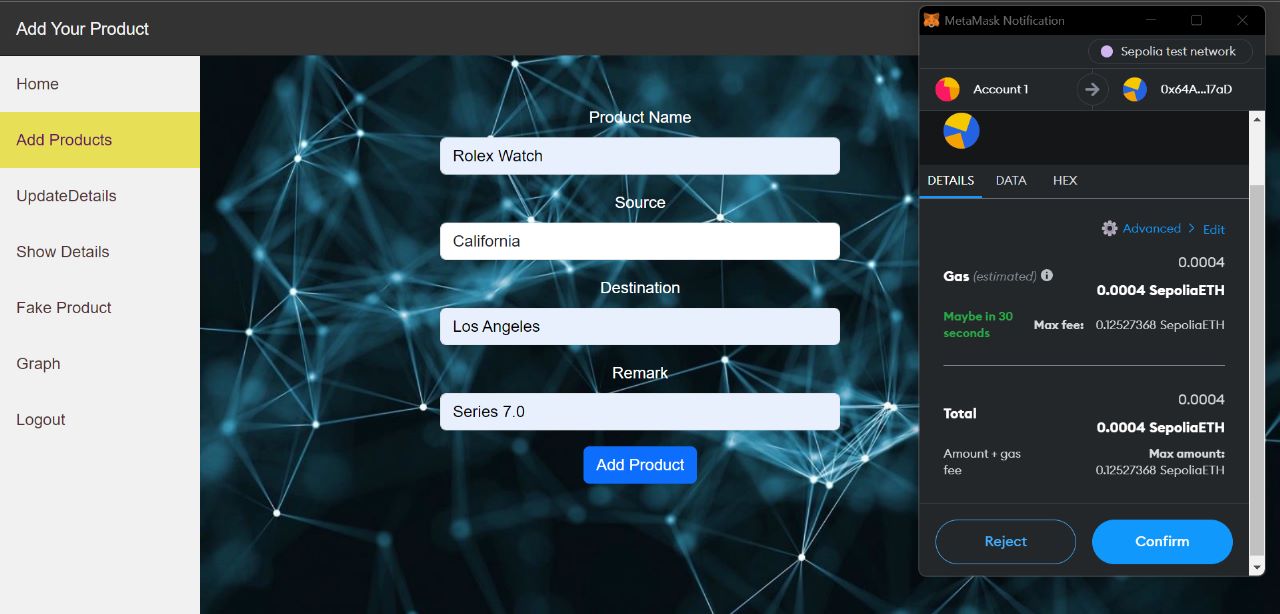 Add Your Product
Home
Add Products
UpdateDetails
Show Details
Fake Product
Graph
Logout
Product Name
Rolex Watch
Source
California
Destination
Los Angeles
Remark
Series 7.0
Add Product
MetaMask Notification
Sepolia test network
Account 1
0x64A...17aD
DETAILS DATA HEX
Advanced > Edit
0.0004
Gas (estimated) 0.0004 SepoliaETH
Maybe in 30
seconds
Max fee: 0.12527368 SepoliaETH
0.0004
Total
0.0004 SepoliaETH
Amount + gas
fee
Max amount:
0.12527368 SepoliaETH
Reject Confirm